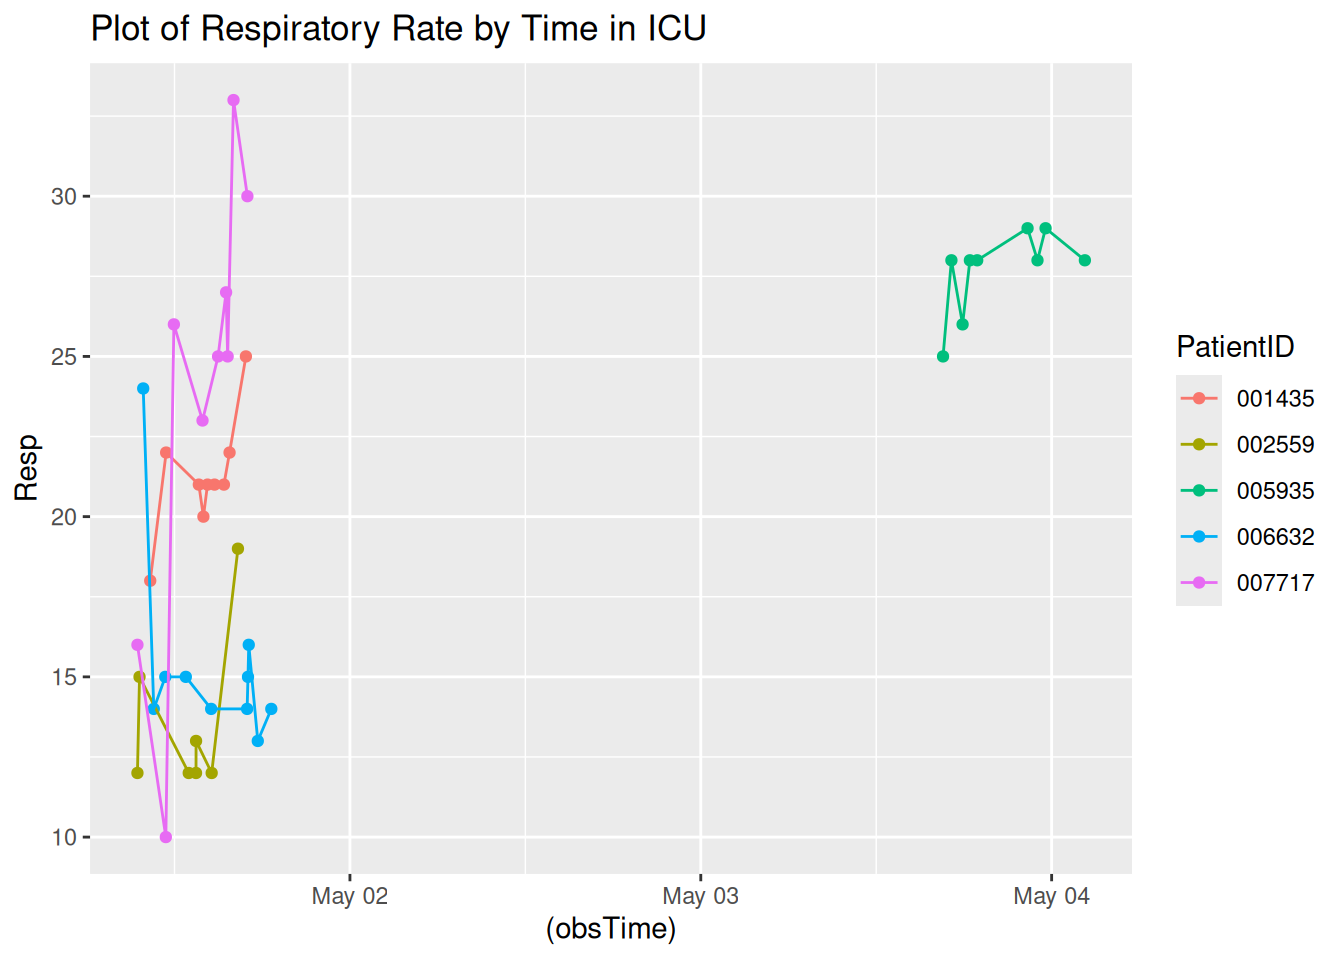 Plot of Respiratory Rate by Time in ICU
30
25
20
15
10
Resp
May 02
May 03
May 04
(obsTime)
PatientID
001435
002559
005935
006632
007717